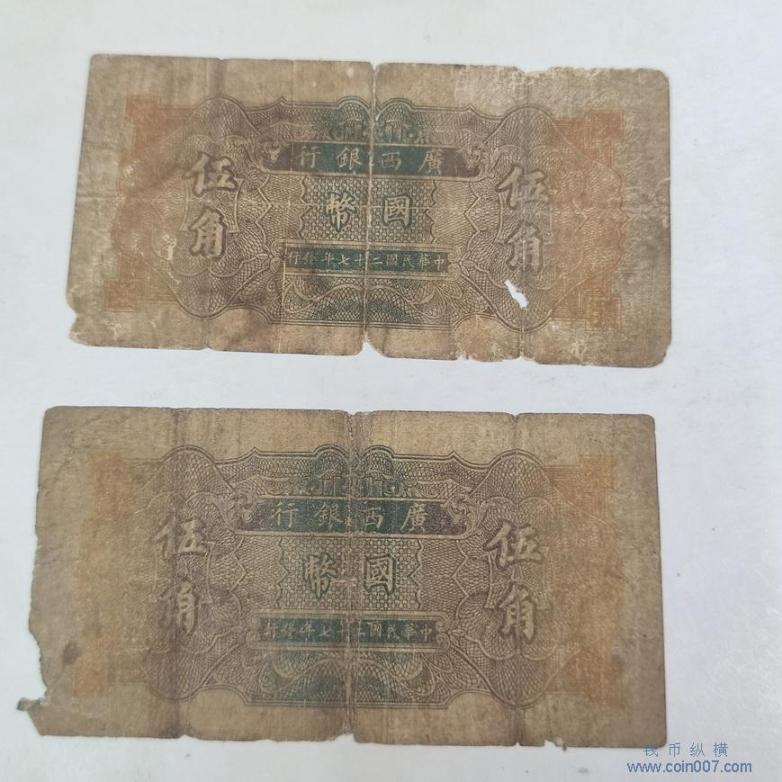 廣西銀行
伍角
國幣
伍角
中華民國二十七年發行
廣西銀行
伍角
國幣
伍角
中華民國二十七年發行
钱币纵横
www.coin007.com